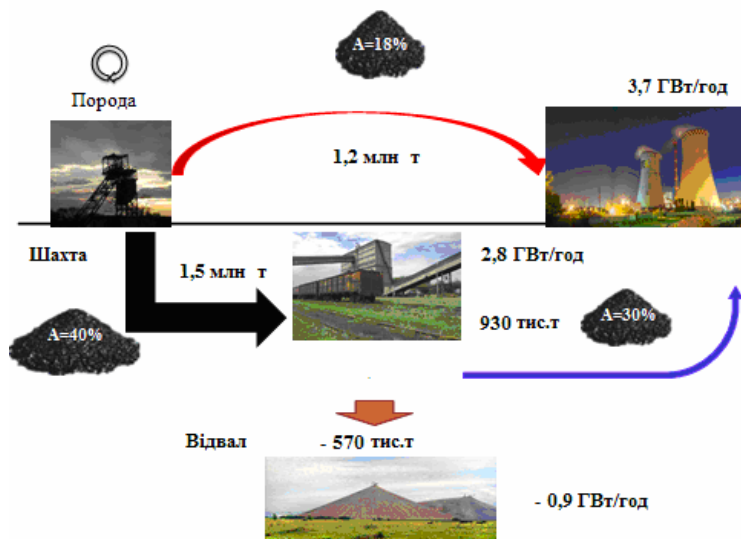 A=18%
3,7 ГВт/год
Порода
1,2 млн т
Шахта
1,5 млн т
2,8 ГВт/год
A=40%
930 тис.т
A=30%
Відвал
- 570 тис.т
- 0,9 ГВт/год